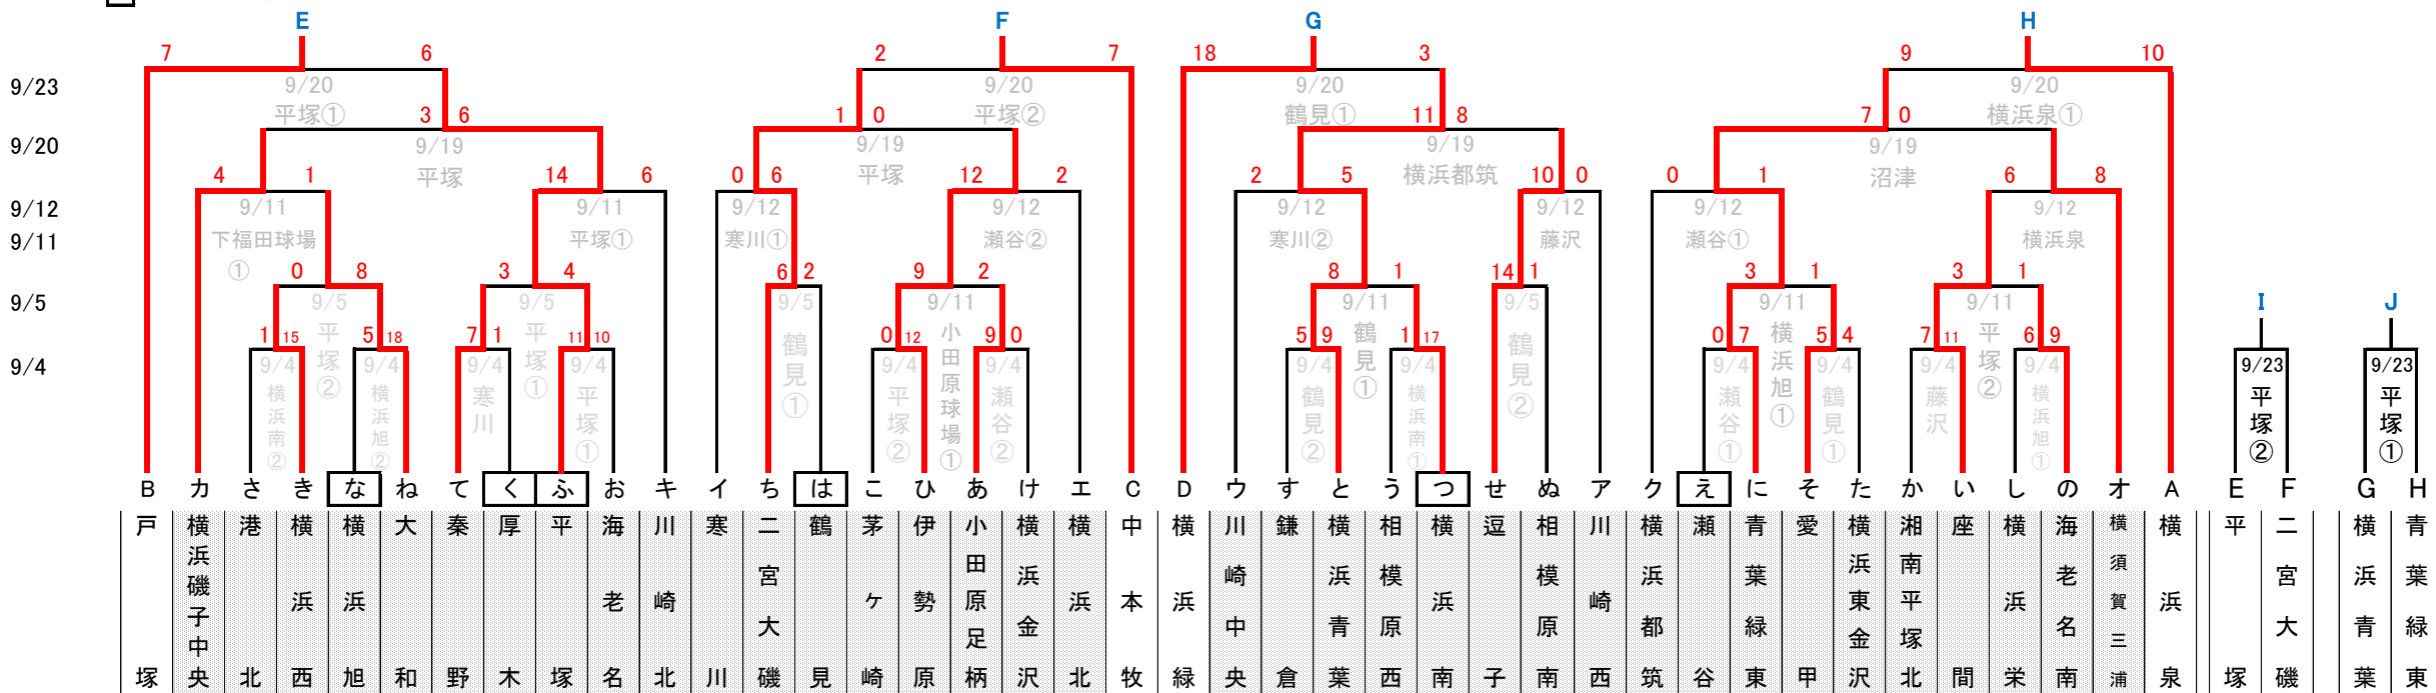 E F G H
7 6 2 7 18 3 9 10
9/23 9/20 9/20 9/20 9/20
平塚① 平塚② 鶴見① 横浜泉①
3 6 1 0 11 8 7 0
9/20 9/19 9/19 9/19 9/19
平塚 平塚 横浜都筑 沼津
4 1 14 6 0 6 12 2 2 5 10 0 0 1 6 8
9/12 9/11 9/11 9/12 9/12 9/12 9/12 9/12 9/12
9/11 下福田球場① 平塚① 寒川① 瀬谷② 寒川② 藤沢 瀬谷① 横浜泉
0 8 3 4 6 2 9 2 8 1 14 1 3 1 3 1
9/5 9/5 9/5 9/5 9/11 9/11 9/5 9/11 9/11 I J
平塚② 平塚① 鶴見① 小田原球場① 鶴見① 鶴見② 横浜旭① 平塚②
1 15 5 18 7 1 11 10 0 12 9 0 5 9 1 17 0 7 5 4 7 11 6 9
9/4 9/4 9/4 9/4 9/4 9/4 9/4 9/4 9/4 9/4 9/4 9/4 9/4 9/23 9/23
横浜南② 横浜旭② 寒川 平塚① 平塚② 瀬谷② 鶴見② 横浜南① 瀬谷① 鶴見① 藤沢 横浜旭① 平塚② 平塚①
B カ さ き な ね て く ふ お キ イ ち は こ ひ あ け エ C D ウ す と う つ せ ぬ ア ク え に そ た か い し の オ A E F G H
戸塚
横浜磯子中央
港北
横浜西
横浜旭
大和
秦野
厚木
平塚
海老名
川崎北
寒川
二宮大磯
鶴見
茅ヶ崎
伊勢原
小田原足柄
横浜金沢
横浜北
中本牧
横浜緑
川崎中央
鎌倉
横浜青葉
相模原西
横浜南
逗子
相模原南
川崎西
横浜都筑
瀬谷
青葉緑東
愛甲
横浜東金沢
湘南平塚北
座間
横浜栄
海老名南
横須賀三浦
横浜泉
平塚
二宮大磯
横浜青葉
青葉緑東